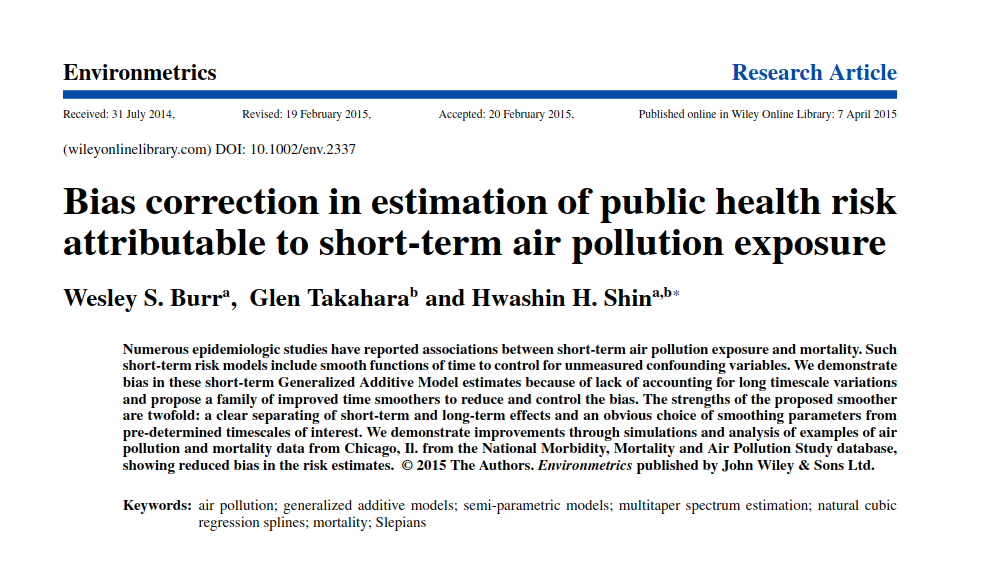 Environmetrics Research Article
Received: 31 July 2014, Revised: 19 February 2015, Accepted: 20 February 2015, Published online in Wiley Online Library: 7 April 2015
(wileyonlinelibrary.com) DOI: 10.1002/env.2337
Bias correction in estimation of public health risk
attributable to short-term air pollution exposure
Wesley S. Burrᵃ, Glen Takaharaᵇ and Hwashin H. Shinᵃ,ᵇ*
Numerous epidemiologic studies have reported associations between short-term air pollution exposure and mortality. Such
short-term risk models include smooth functions of time to control for unmeasured confounding variables. We demonstrate
bias in these short-term Generalized Additive Model estimates because of lack of accounting for long timescale variations
and propose a family of improved time smoothers to reduce and control the bias. The strengths of the proposed smoother
are twofold: a clear separating of short-term and long-term effects and an obvious choice of smoothing parameters from
pre-determined timescales of interest. We demonstrate improvements through simulations and analysis of examples of air
pollution and mortality data from Chicago, Il. from the National Morbidity, Mortality and Air Pollution Study database,
showing reduced bias in the risk estimates. © 2015 The Authors. Environmetrics published by John Wiley & Sons Ltd.
Keywords: air pollution; generalized additive models; semi-parametric models; multitaper spectrum estimation; natural cubic
regression splines; mortality; Slepians